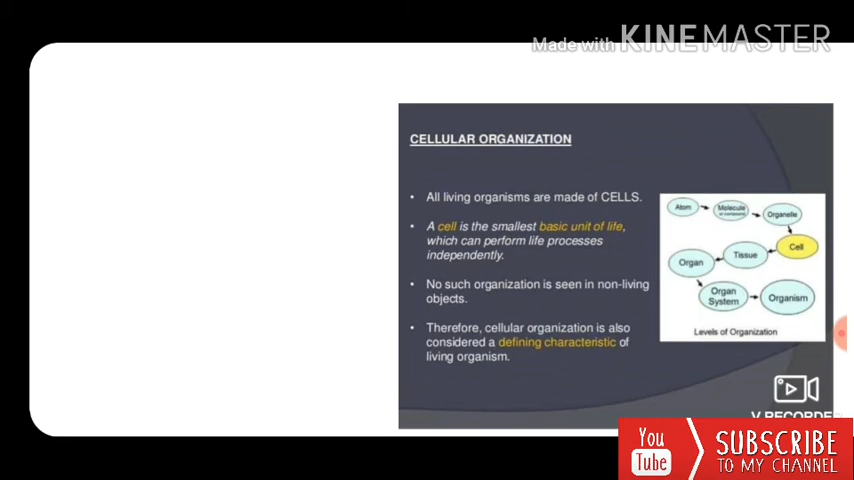 Made with KINEMASTER
CELLULAR ORGANIZATION
• All living organisms are made of CELLS.
• A cell is the smallest basic unit of life,
which can perform life processes
independently.
• No such organization is seen in non-living
objects.
• Therefore, cellular organization is also
considered a defining characteristic of
living organism.
Atom
Molecule
Organelle
Cell
Tissue
Organ
Organ
System
Organism
Levels of Organization
V RECORDER
You
Tube
SUBSCRIBE
TO MY CHANNEL